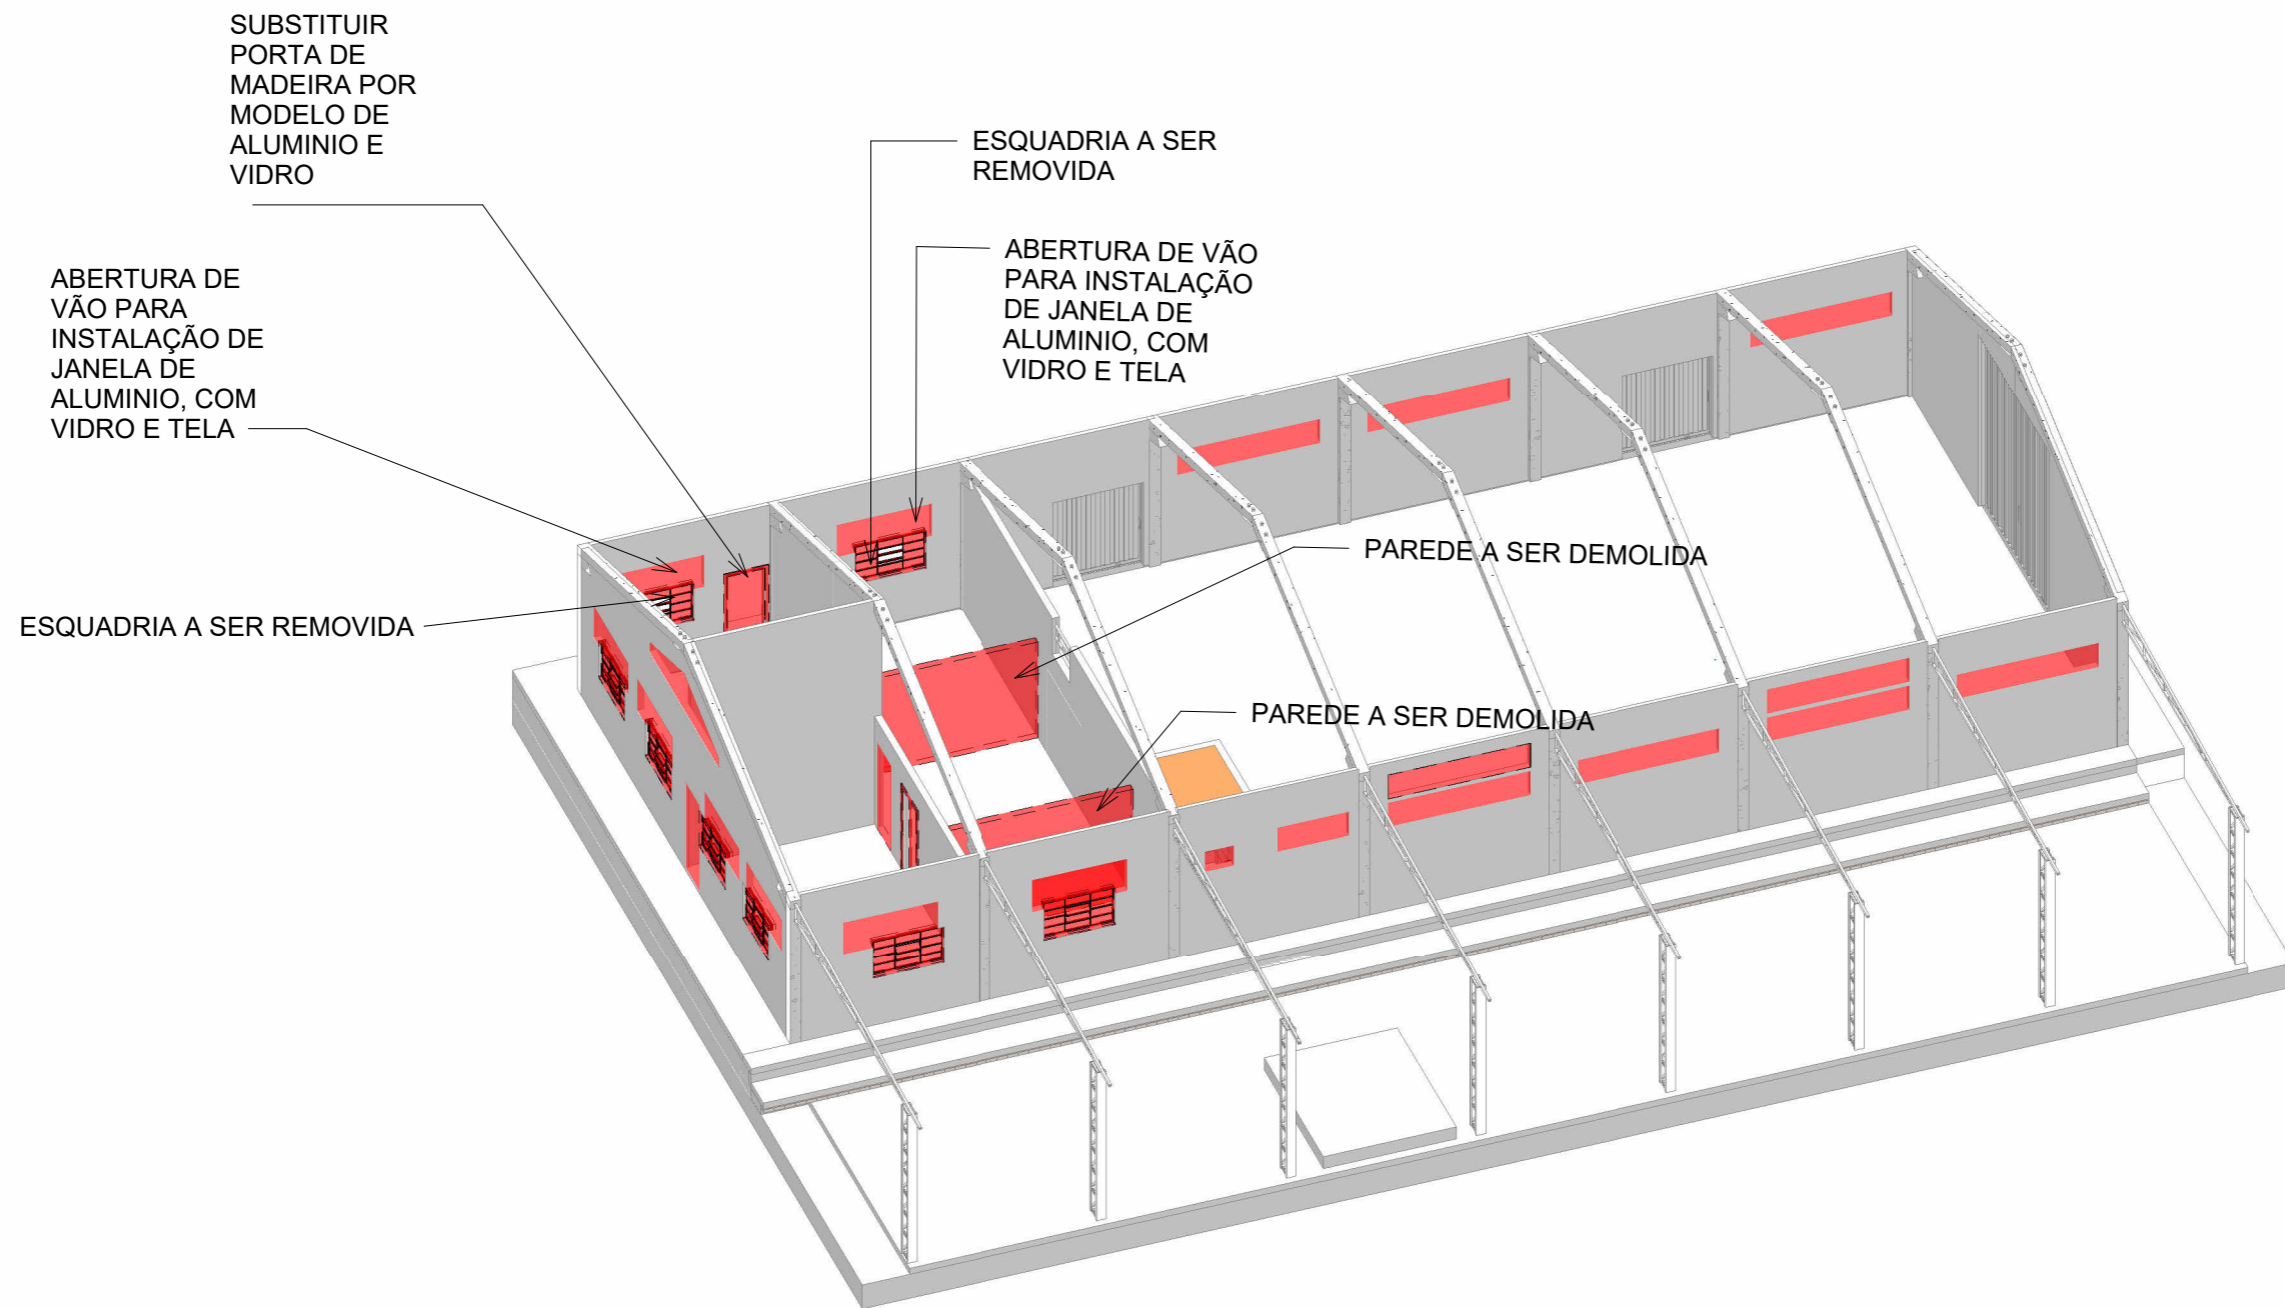 SUBSTITUIR
PORTA DE
MADEIRA POR
MODELO DE
ALUMINIO E
VIDRO
ESQUADRIA A SER
REMOVIDA
ABERTURA DE VÃO
PARA INSTALAÇÃO
DE JANELA DE
ALUMINIO, COM
VIDRO E TELA
ABERTURA DE
VÃO PARA
INSTALAÇÃO DE
JANELA DE
ALUMINIO, COM
VIDRO E TELA
PAREDE A SER DEMOLIDA
ESQUADRIA A SER REMOVIDA
PAREDE A SER DEMOLIDA